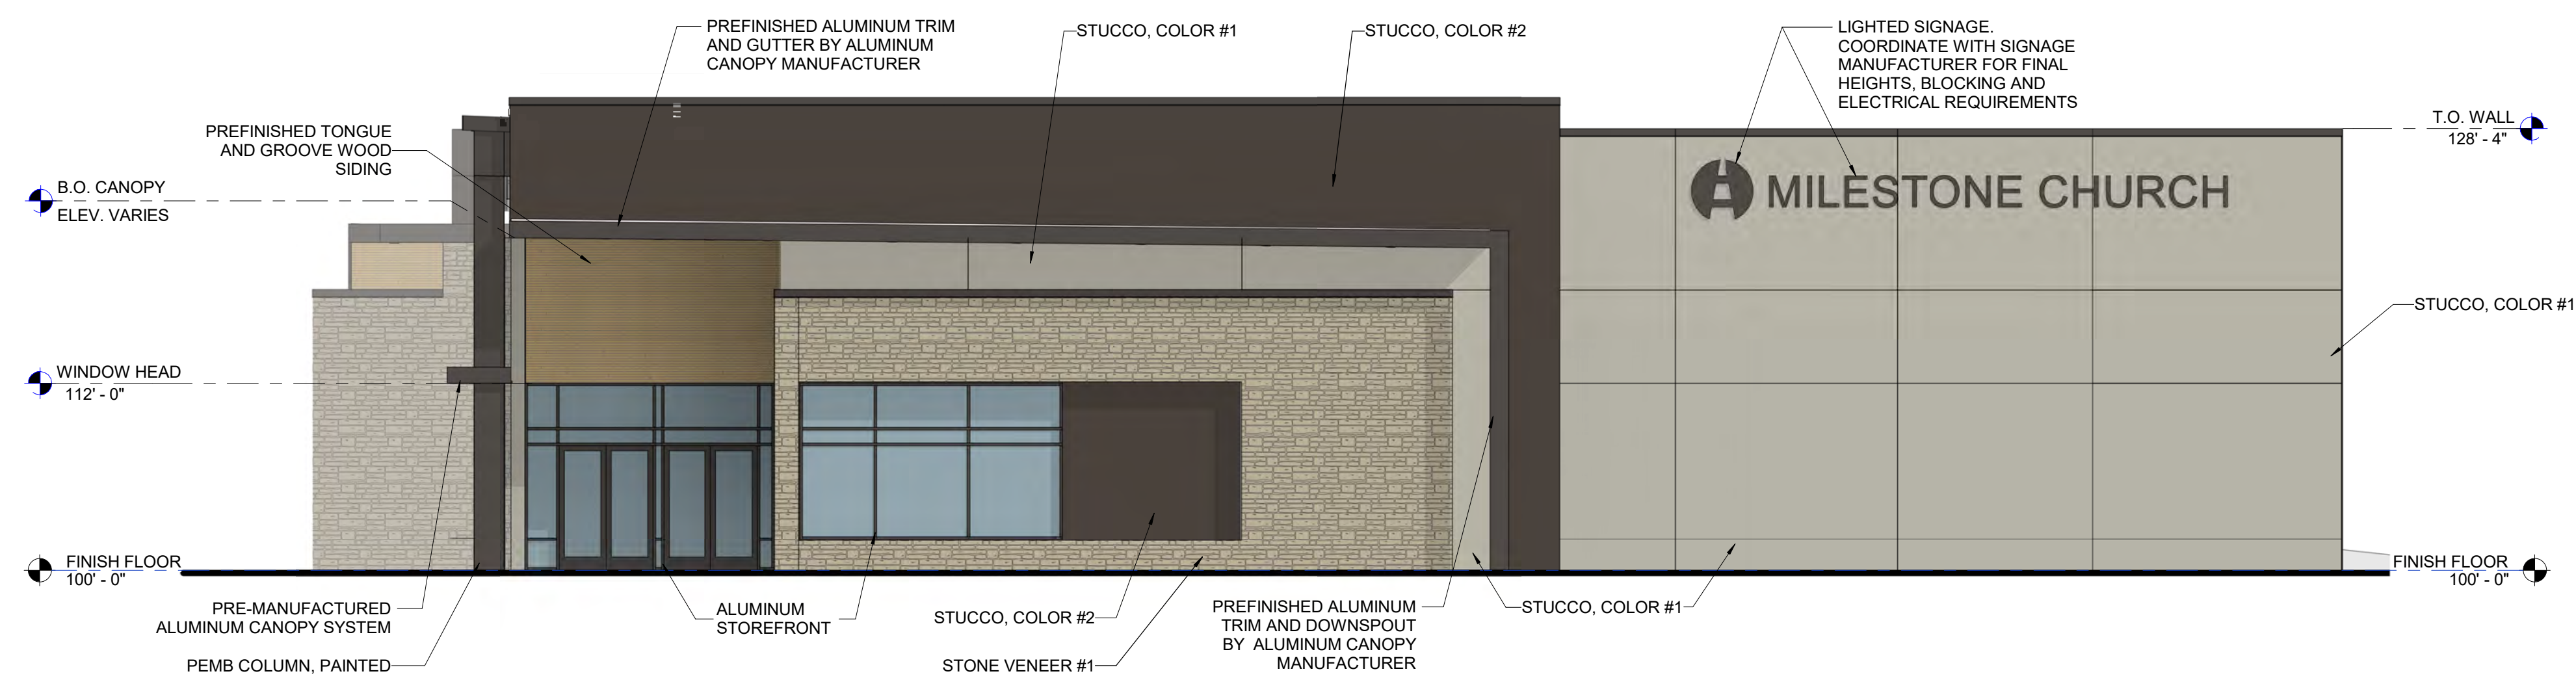 PREFINISHED ALUMINUM TRIM
AND GUTTER BY ALUMINUM
CANOPY MANUFACTURER
STUCCO, COLOR #1
STUCCO, COLOR #2
LIGHTED SIGNAGE.
COORDINATE WITH SIGNAGE
MANUFACTURER FOR FINAL
HEIGHTS, BLOCKING AND
ELECTRICAL REQUIREMENTS
PREFINISHED TONGUE
AND GROOVE WOOD
SIDING
T.O. WALL
128' - 4"
B.O. CANOPY
ELEV. VARIES
MILESTONE CHURCH
STUCCO, COLOR #1
WINDOW HEAD
112' - 0"
FINISH FLOOR
100' - 0"
FINISH FLOOR
100' - 0"
PRE-MANUFACTURED
ALUMINUM CANOPY SYSTEM
PEMB COLUMN, PAINTED
ALUMINUM
STOREFRONT
STUCCO, COLOR #2
STONE VENEER #1
PREFINISHED ALUMINUM
TRIM AND DOWNSPOUT
BY ALUMINUM CANOPY
MANUFACTURER
STUCCO, COLOR #1